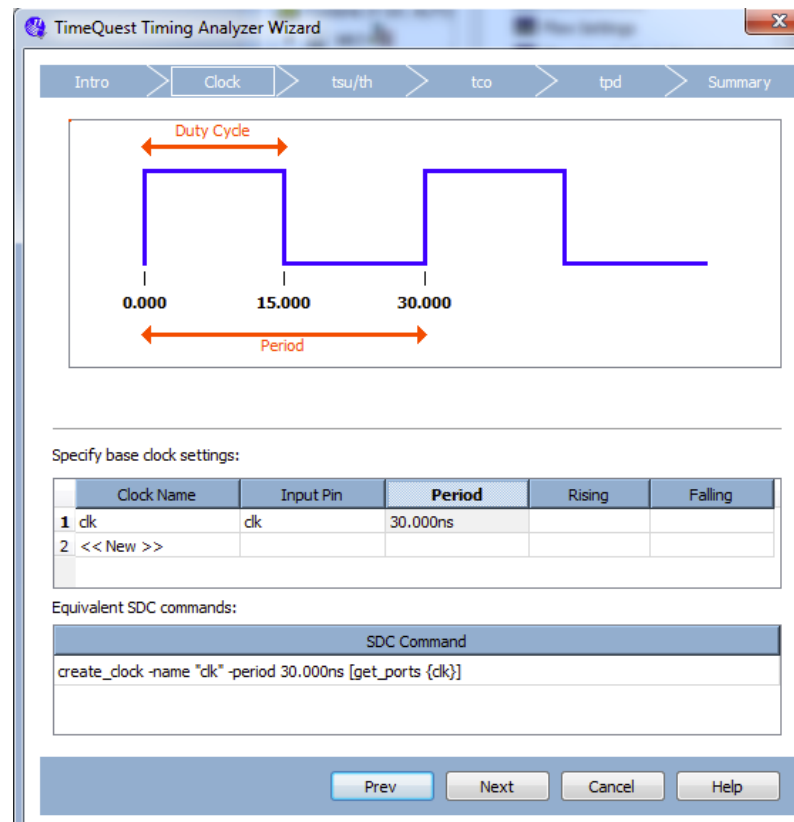 TimeQuest Timing Analyzer Wizard
Intro Clock tsu/th tco tpd Summary
Duty Cycle
0.000 15.000 30.000
Period
Specify base clock settings:
Clock Name Input Pin Period Rising Falling
1 clk clk 30.000ns
2 << New >>
Equivalent SDC commands:
SDC Command
create_clock -name "clk" -period 30.000ns [get_ports {clk}]
Prev Next Cancel Help